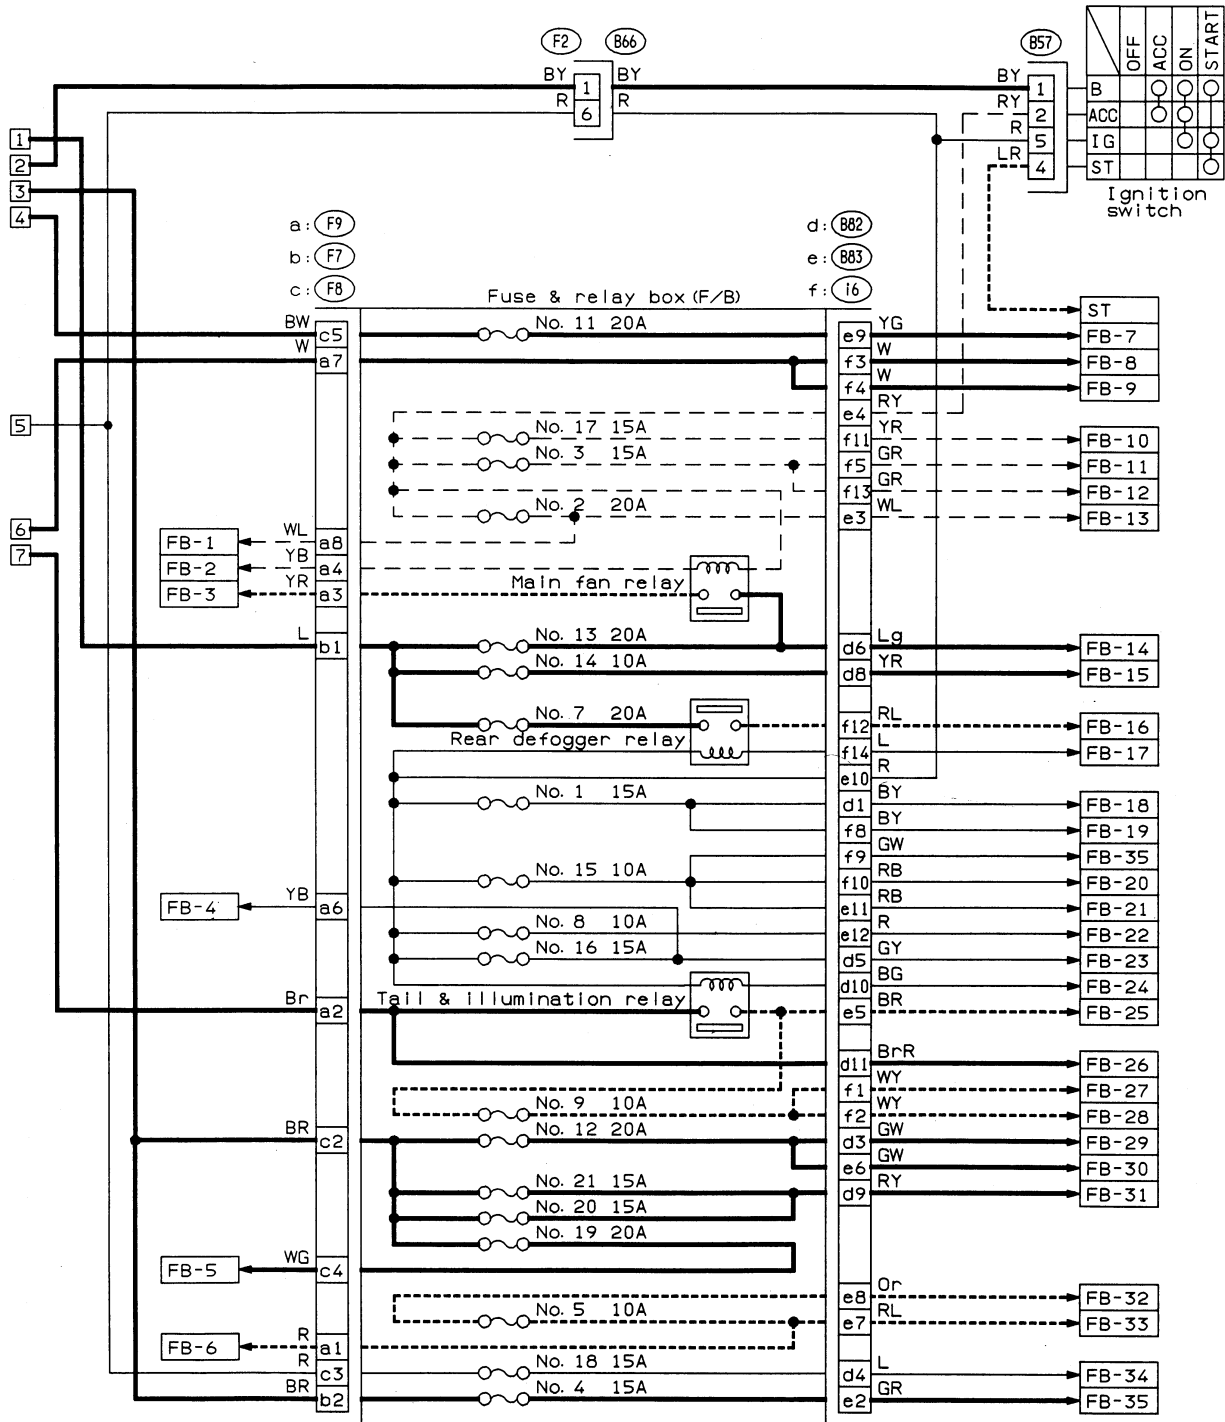 F2 B66 B57
OFF ACC ON START
BY 1 BY BY 1 B
R 6 R RY 2 ACC
R 5 IG
LR 4 ST
Ignition
switch
1
2
3
4
a: F9 d: B82
b: F7 e: B83
c: F8 f: i6
Fuse & relay box (F/B)
ST
BW c5 No. 11 20A e9 YG FB-7
W a7 f3 W FB-8
f4 W FB-9
e4 RY
5 No. 17 15A f11 YR FB-10
No. 3 15A f5 GR FB-11
f13 GR FB-12
No. 2 20A e3 WL FB-13
6
7
FB-1 WL a8
FB-2 YB a4
FB-3 YR a3 Main fan relay
L b1 No. 13 20A d6 Lg FB-14
No. 14 10A d8 YR FB-15
No. 7 20A f12 RL FB-16
Rear defogger relay f14 L FB-17
e10 R
No. 1 15A d1 BY FB-18
f8 BY FB-19
f9 GW FB-35
No. 15 10A f10 RB FB-20
FB-4 YB a6 e11 RB FB-21
No. 8 10A e12 R FB-22
No. 16 15A d5 GY FB-23
d10 BG FB-24
Br a2 Tail & illumination relay e5 BR FB-25
d11 BrR FB-26
f1 WY FB-27
No. 9 10A f2 WY FB-28
BR c2 No. 12 20A d3 GW FB-29
e6 GW FB-30
No. 21 15A d9 RY FB-31
No. 20 15A
No. 19 20A
FB-5 WG c4
e8 Or FB-32
No. 5 10A e7 RL FB-33
FB-6 R a1
R c3 No. 18 15A d4 L FB-34
BR b2 No. 4 15A e2 GR FB-35